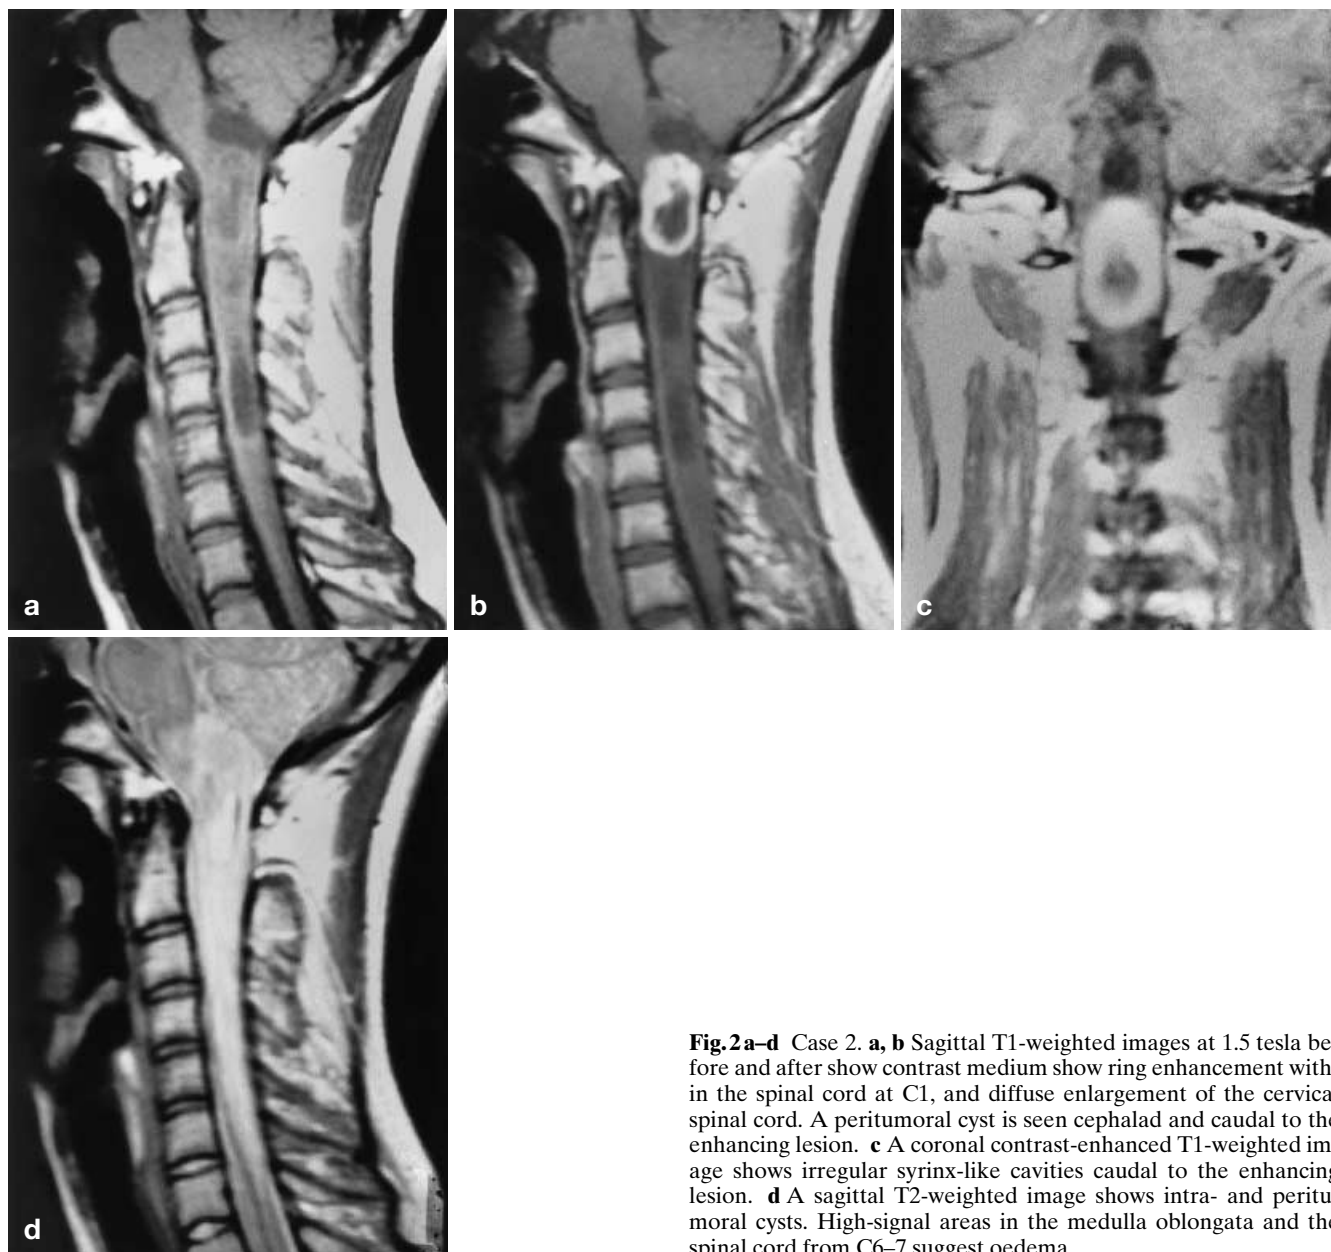 a
b
c
d
Fig.2a–d Case 2. a, b Sagittal T1-weighted images at 1.5 tesla be
fore and after show contrast medium show ring enhancement with
in the spinal cord at C1, and diffuse enlargement of the cervica
spinal cord. A peritumoral cyst is seen cephalad and caudal to the
enhancing lesion. c A coronal contrast-enhanced T1-weighted im
age shows irregular syrinx-like cavities caudal to the enhancing
lesion. d A sagittal T2-weighted image shows intra- and peritu
moral cysts. High-signal areas in the medulla oblongata and the
spinal cord from C6–7 suggest oedema